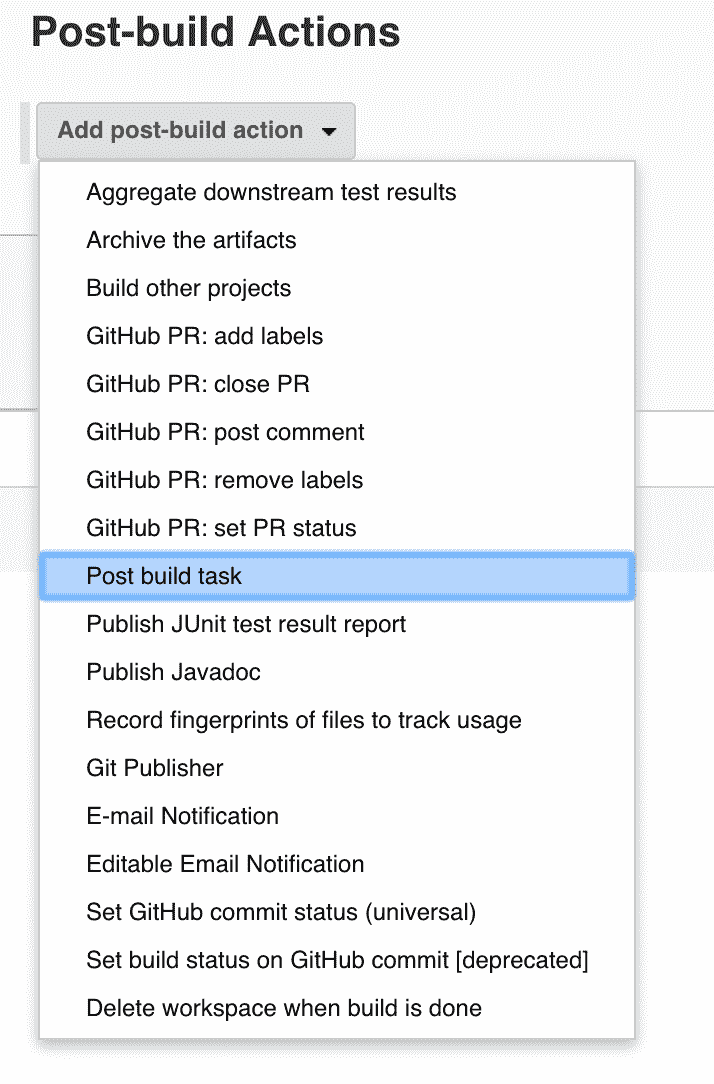 Post-build Actions
Add post-build action
Aggregate downstream test results
Archive the artifacts
Build other projects
GitHub PR: add labels
GitHub PR: close PR
GitHub PR: post comment
GitHub PR: remove labels
GitHub PR: set PR status
Post build task
Publish JUnit test result report
Publish Javadoc
Record fingerprints of files to track usage
Git Publisher
E-mail Notification
Editable Email Notification
Set GitHub commit status (universal)
Set build status on GitHub commit [deprecated]
Delete workspace when build is done